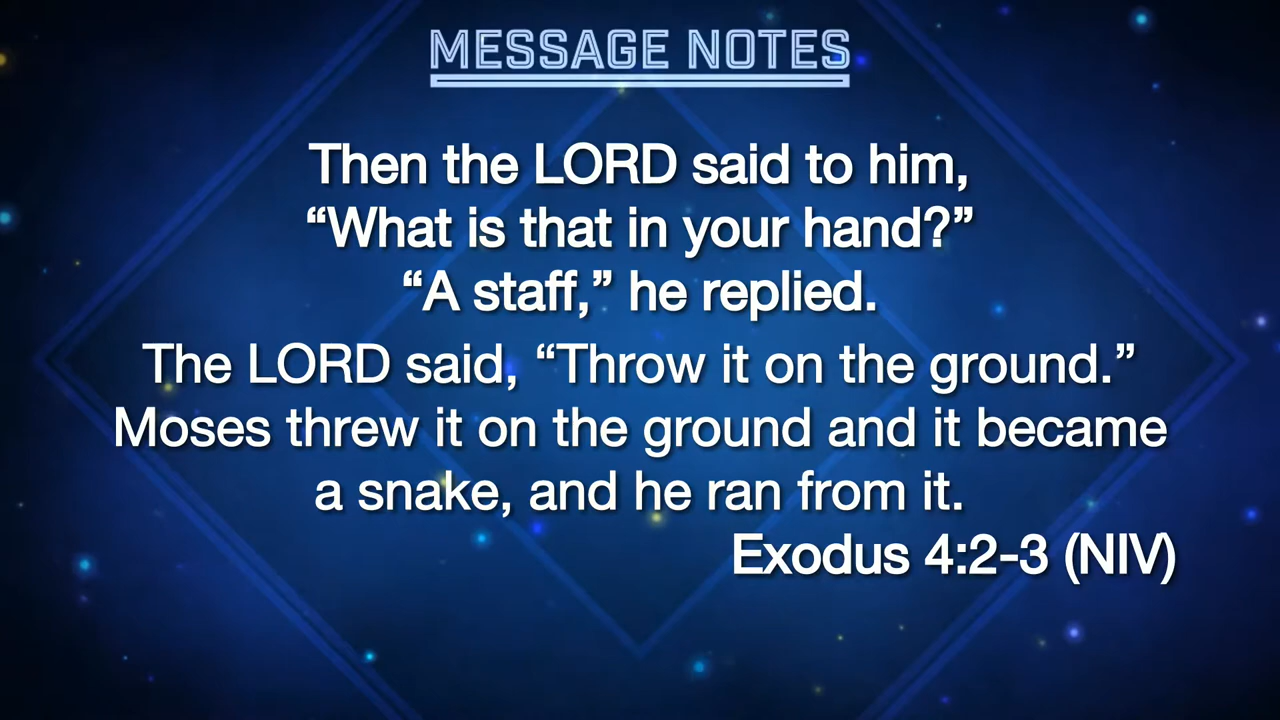 MESSAGE NOTES
Then the LORD said to him,
“What is that in your hand?”
“A staff,” he replied.
The LORD said, “Throw it on the ground.”
Moses threw it on the ground and it became
a snake, and he ran from it.
Exodus 4:2-3 (NIV)